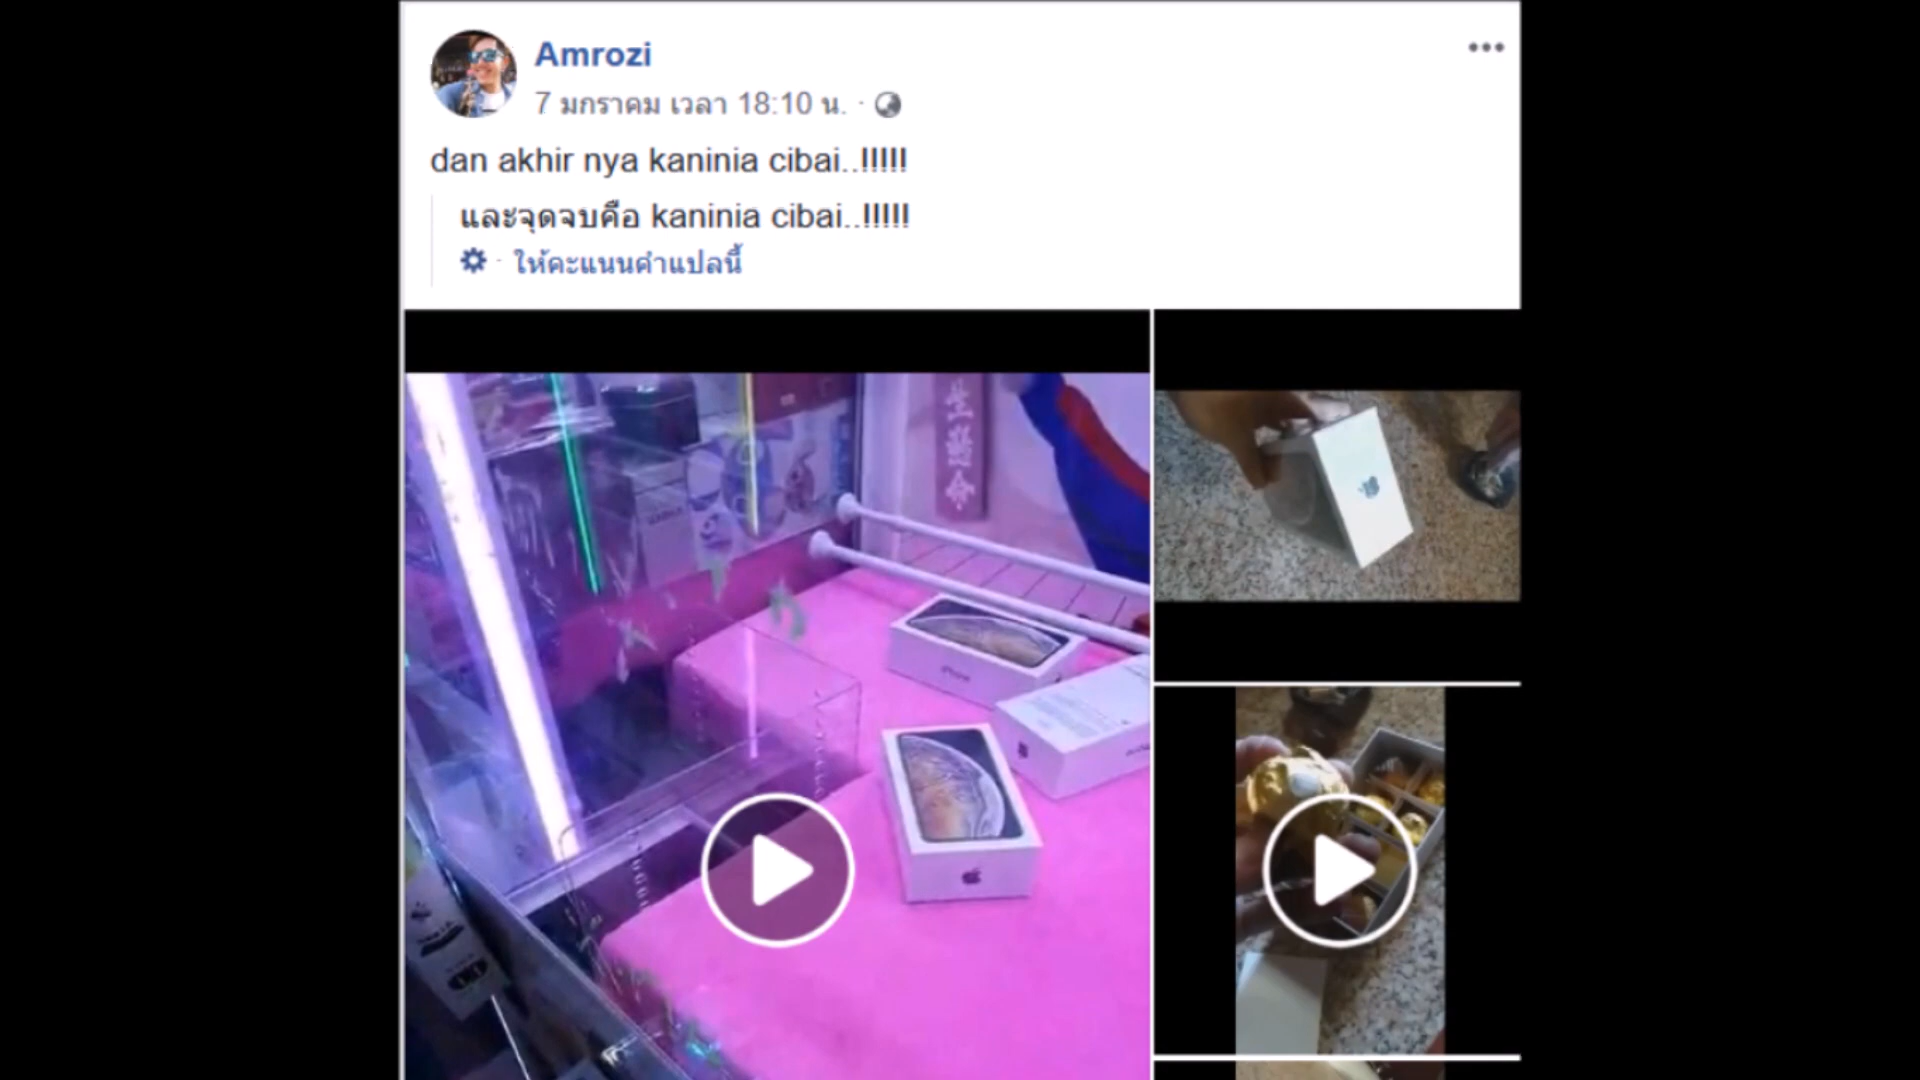 Amrozi
7 มกราคม เวลา 18:10 น. ·
dan akhir nya kaninia cibai..!!!!!
และจุดจบคือ kaninia cibai..!!!!!
· ให้คะแนนคำแปลนี้